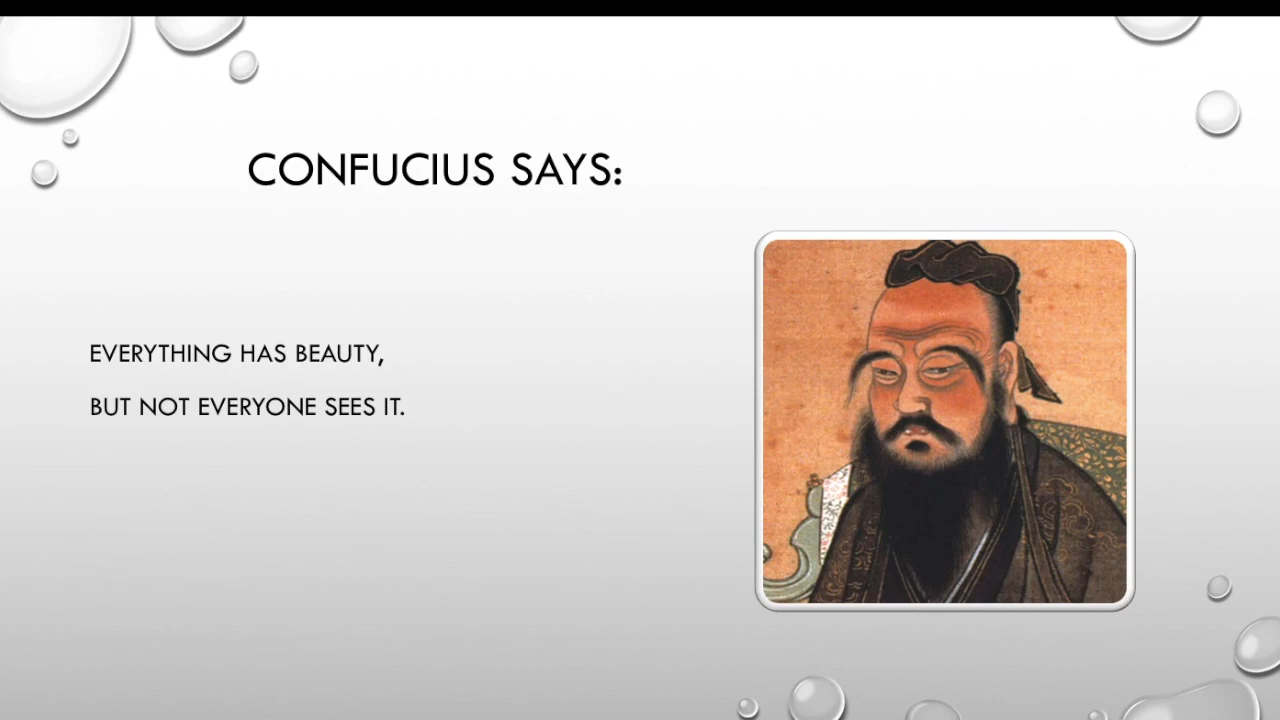 CONFUCIUS SAYS:
EVERYTHING HAS BEAUTY,
BUT NOT EVERYONE SEES IT.